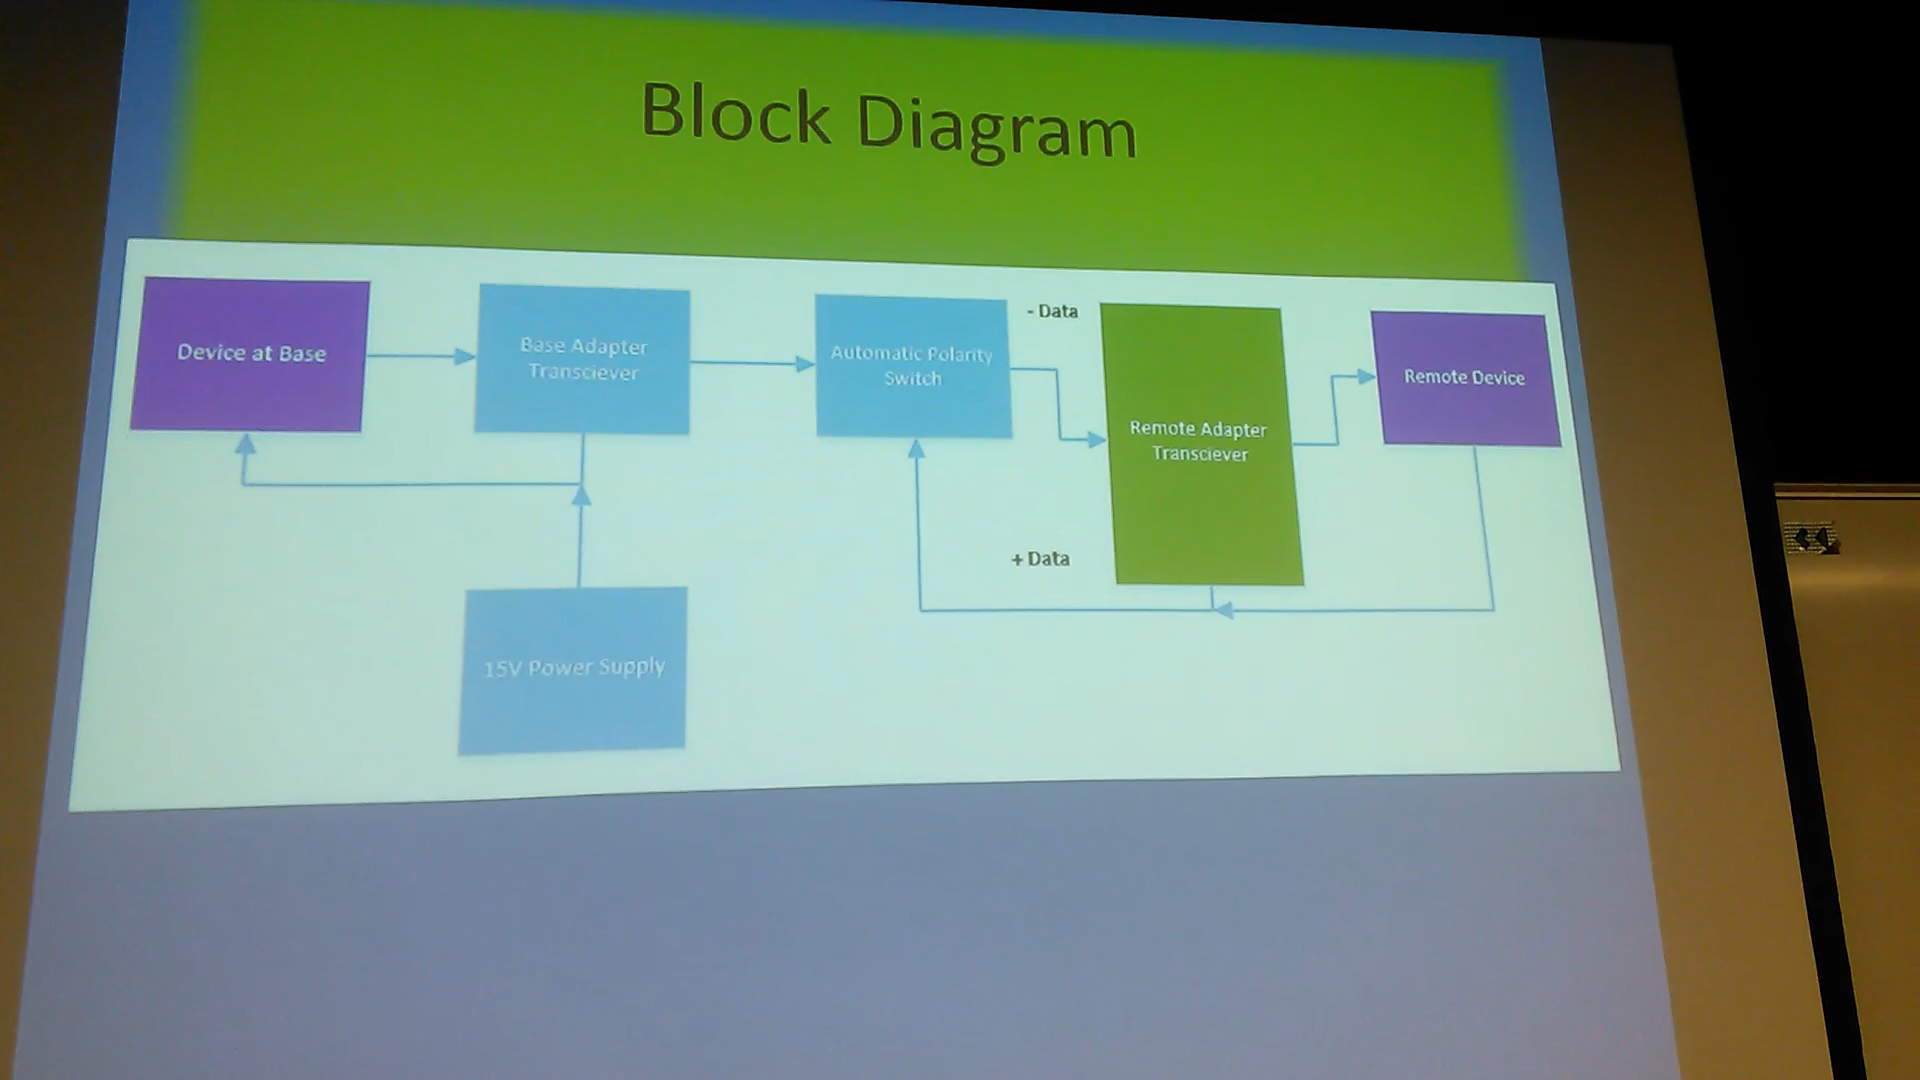 Block Diagram
Device at Base
Base Adapter
Transciever
Automatic Polarity
Switch
- Data
Remote Adapter
Transciever
Remote Device
+ Data
15V Power Supply